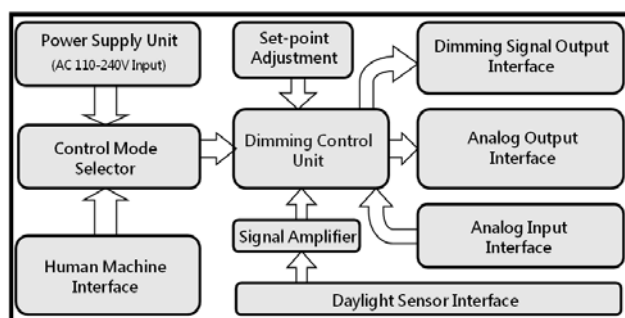 Power Supply Unit
(AC 110-240V Input)
Set-point
Adjustment
Dimming Signal Output
Interface
Control Mode
Selector
Dimming Control
Unit
Analog Output
Interface
Signal Amplifier
Analog Input
Interface
Human Machine
Interface
Daylight Sensor Interface